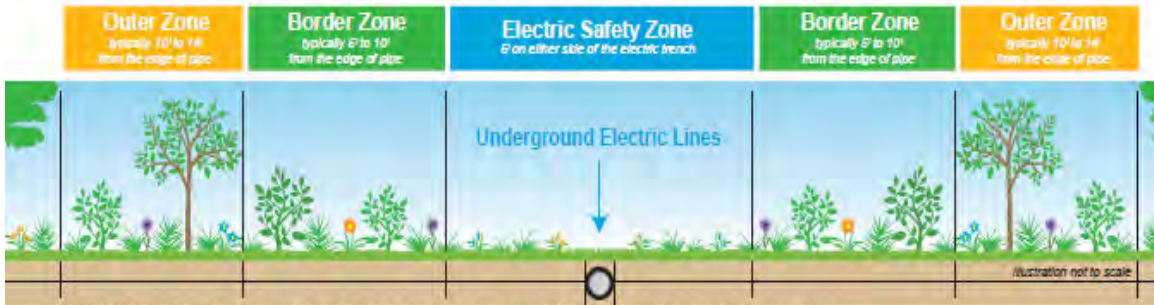 Outer Zone
typically 10' to 14'
from the edge of pipe
Border Zone
typically 6' to 10'
from the edge of pipe
Electric Safety Zone
6' on either side of the electric trench
Border Zone
typically 6' to 10'
from the edge of pipe
Outer Zone
typically 10' to 14'
from the edge of pipe
Underground Electric Lines
illustration not to scale